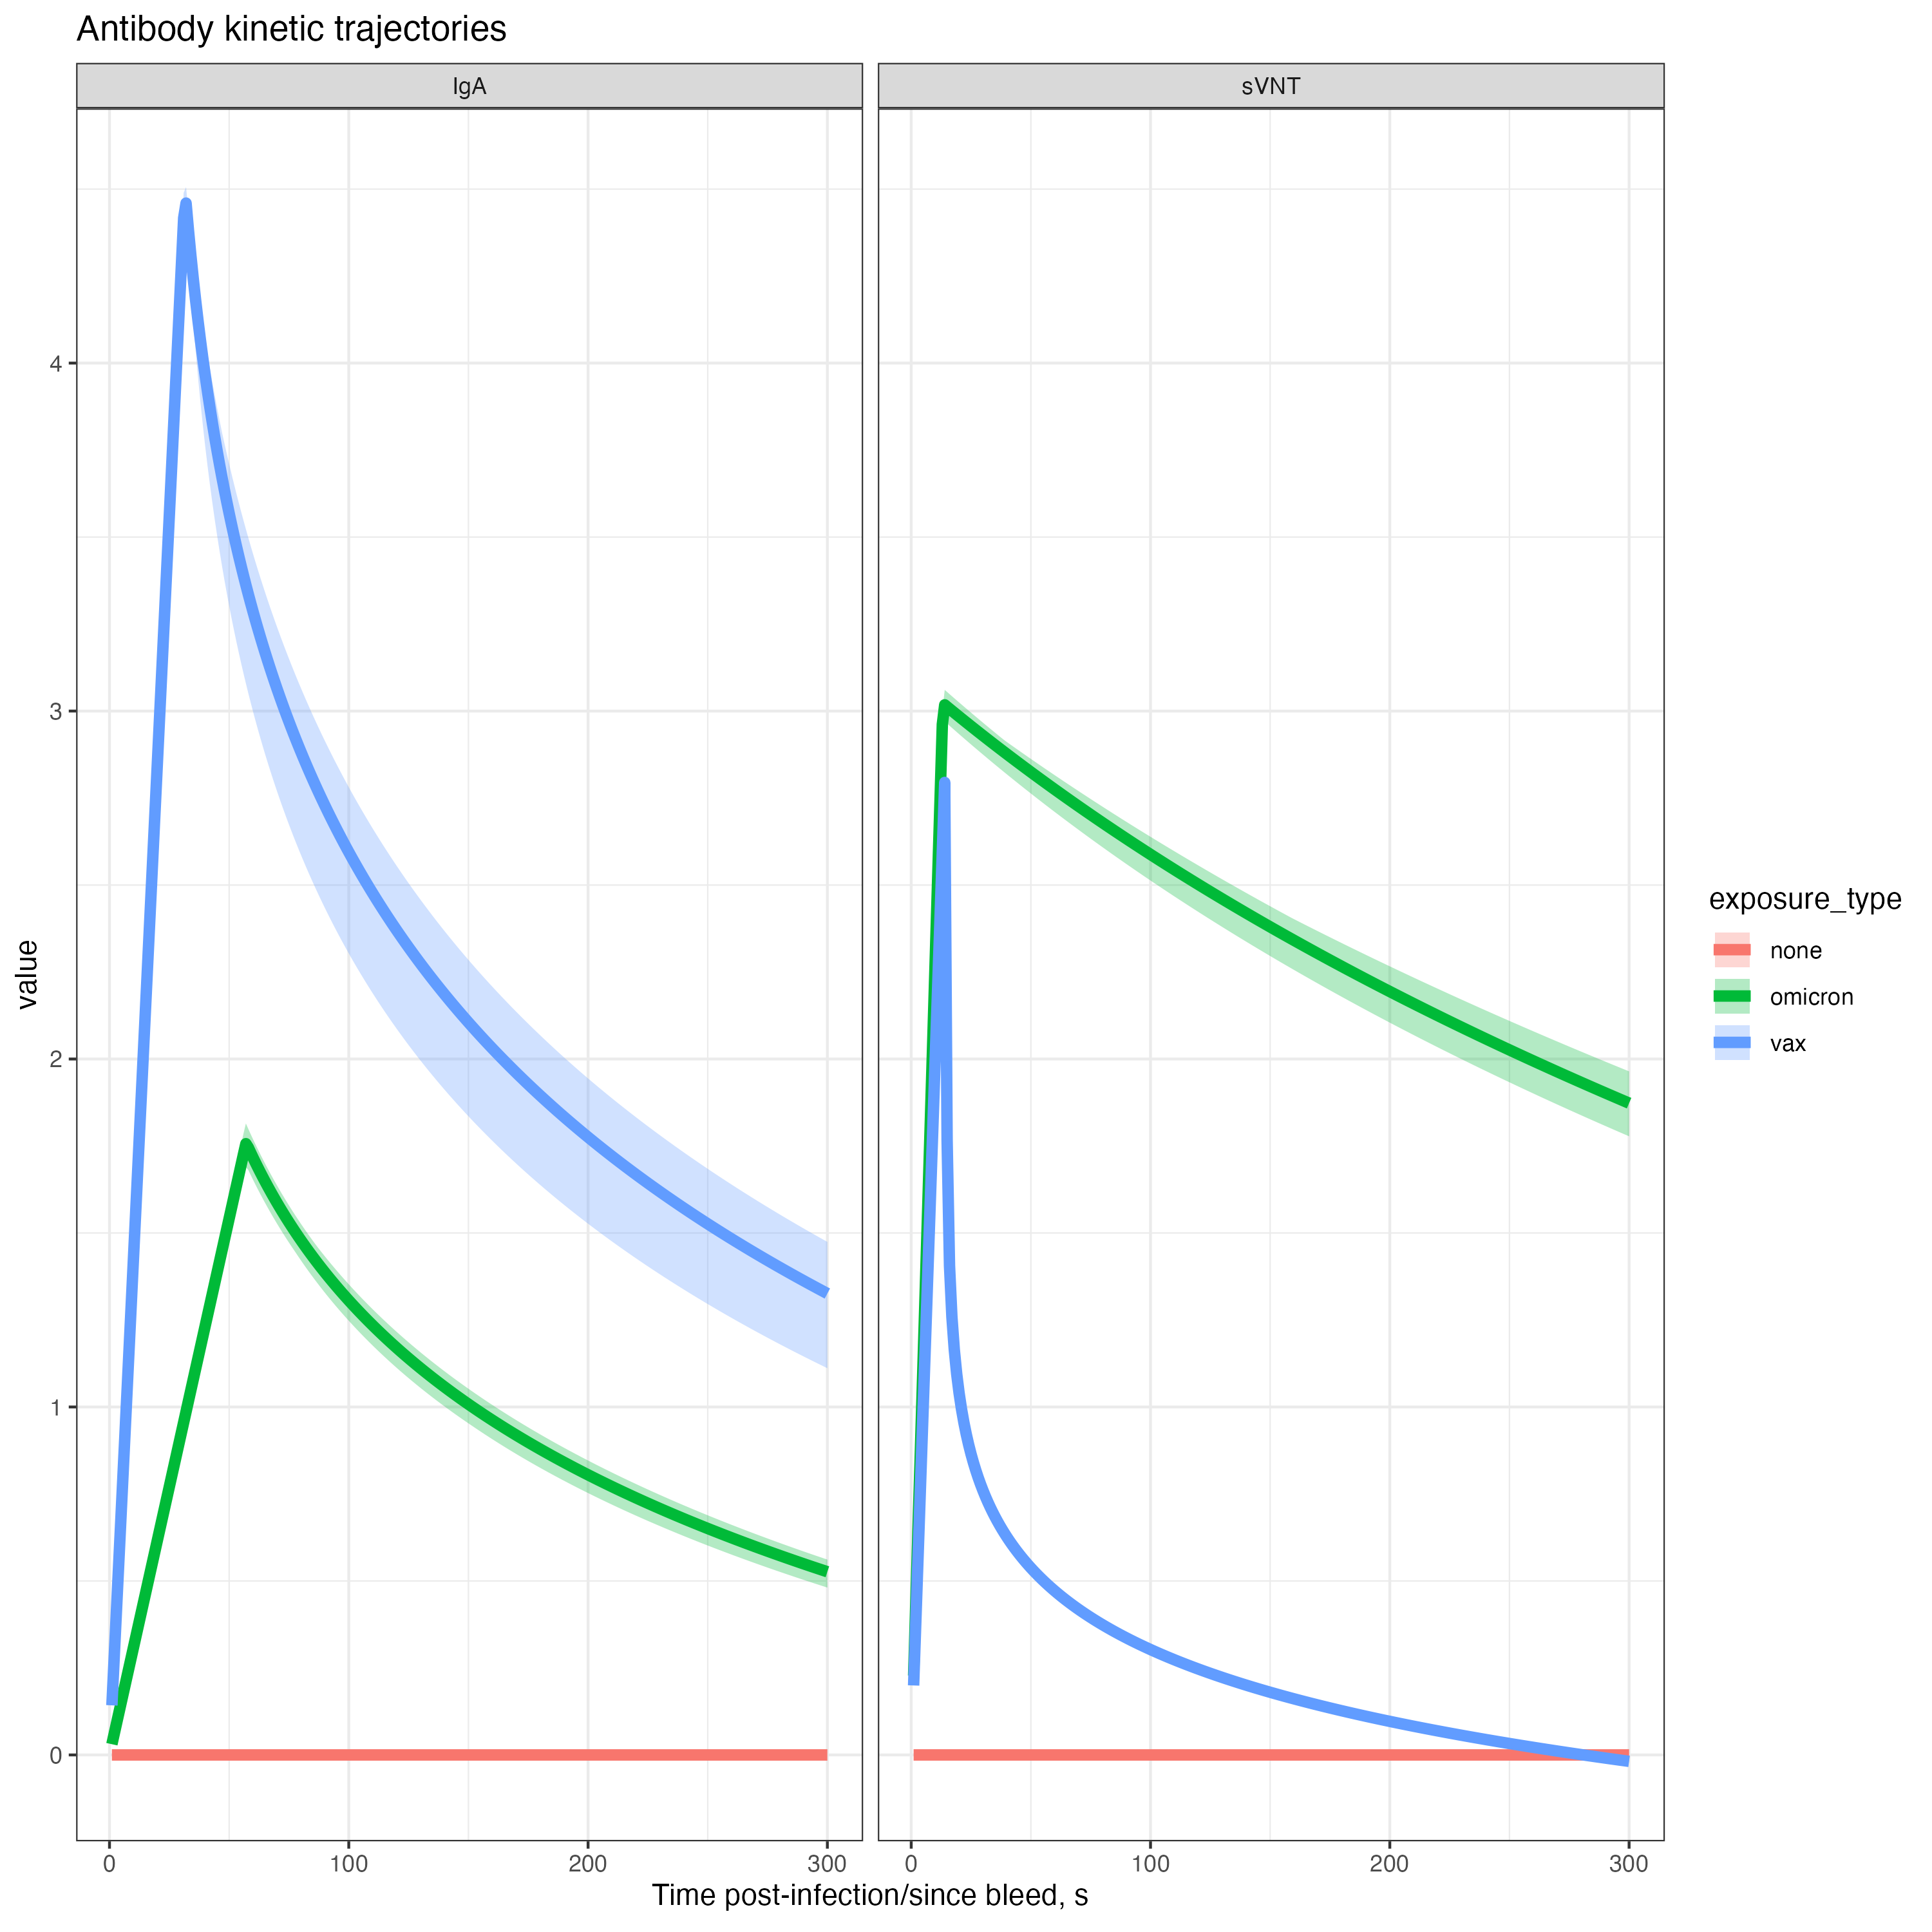 Antibody kinetic trajectories
IgA
sVNT
value
4
3
2
1
0
0 100 200 300
0 100 200 300
Time post-infection/since bleed, s
exposure_type
none
omicron
vax